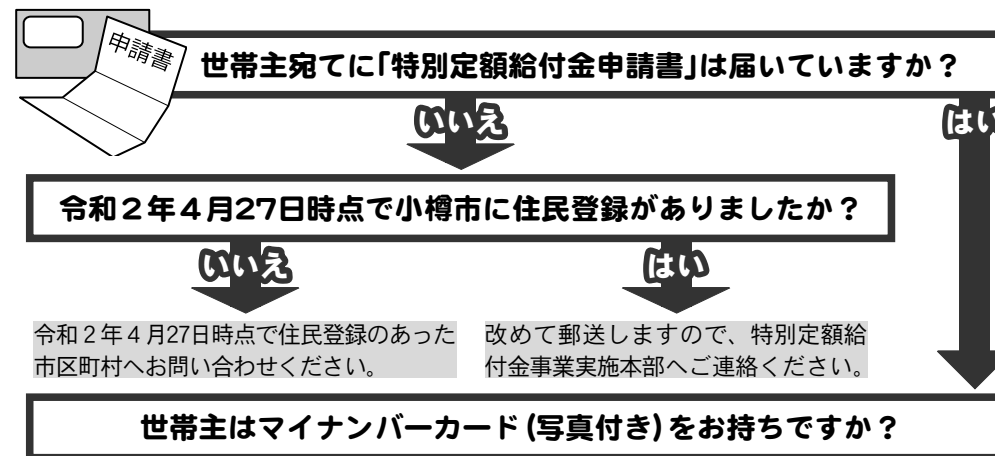 申請書
世帯主宛てに「特別定額給付金申請書」は届いていますか？
いいえ
はい
令和２年４月27日時点で小樽市に住民登録がありましたか？
いいえ
はい
令和２年４月27日時点で住民登録のあった
市区町村へお問い合わせください。
改めて郵送しますので、特別定額給
付金事業実施本部へご連絡ください。
世帯主はマイナンバーカード（写真付き）をお持ちですか？